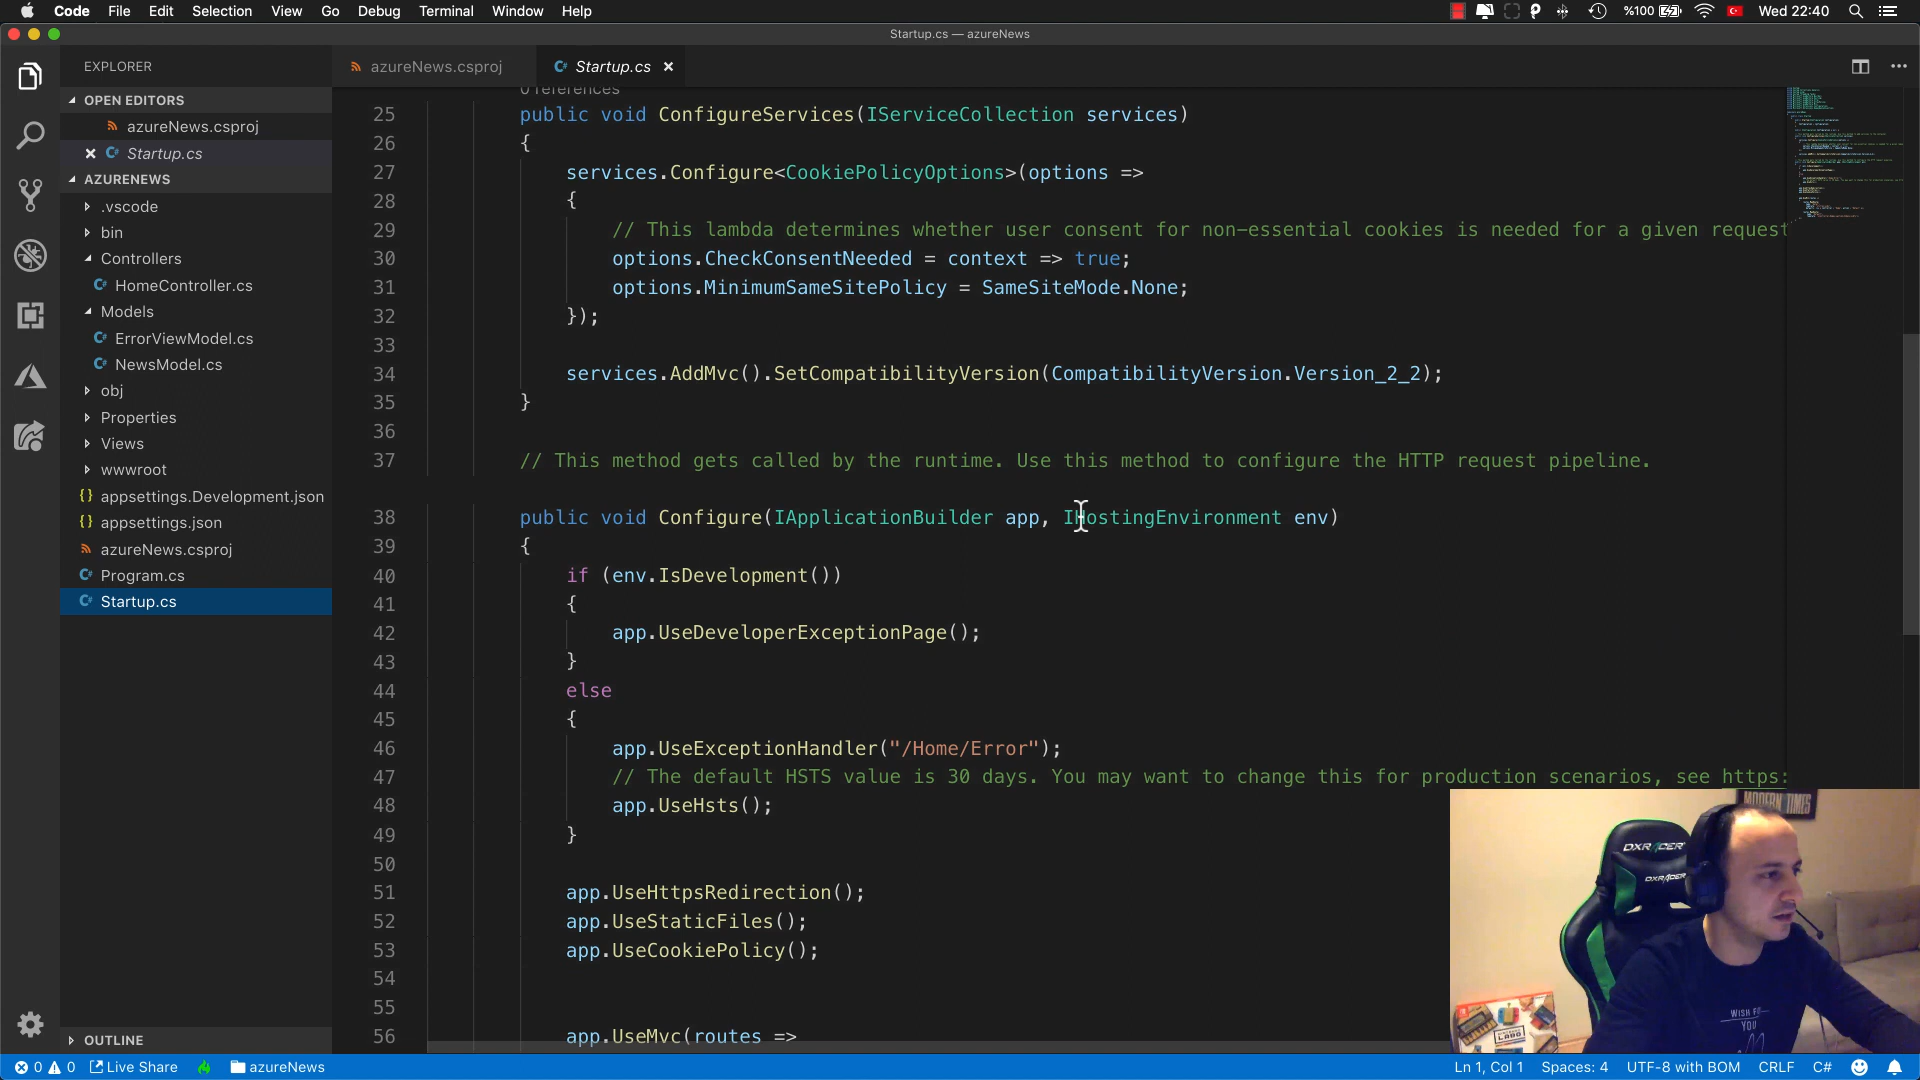 Code File Edit Selection View Go Debug Terminal Window Help
%100 Wed 22:40
Startup.cs — azureNews
EXPLORER
OPEN EDITORS
azureNews.csproj
Startup.cs
AZURENEWS
.vscode
bin
Controllers
HomeController.cs
Models
ErrorViewModel.cs
NewsModel.cs
obj
Properties
Views
wwwroot
appsettings.Development.json
appsettings.json
azureNews.csproj
Program.cs
Startup.cs
OUTLINE
azureNews.csproj Startup.cs
0 references
25 public void ConfigureServices(IServiceCollection services)
26 {
27 services.Configure<CookiePolicyOptions>(options =>
28 {
29 // This lambda determines whether user consent for non-essential cookies is needed for a given request
30 options.CheckConsentNeeded = context => true;
31 options.MinimumSameSitePolicy = SameSiteMode.None;
32 });
33
34 services.AddMvc().SetCompatibilityVersion(CompatibilityVersion.Version_2_2);
35 }
36
37 // This method gets called by the runtime. Use this method to configure the HTTP request pipeline.
38 public void Configure(IApplicationBuilder app, IHostingEnvironment env)
39 {
40 if (env.IsDevelopment())
41 {
42 app.UseDeveloperExceptionPage();
43 }
44 else
45 {
46 app.UseExceptionHandler("/Home/Error");
47 // The default HSTS value is 30 days. You may want to change this for production scenarios, see https:
48 app.UseHsts();
49 }
50
51 app.UseHttpsRedirection();
52 app.UseStaticFiles();
53 app.UseCookiePolicy();
54
55
56 app.UseMvc(routes =>
MODERN TIMES
DXRACER
DXRACER
WISH
YOU
0 0 Live Share azureNews Ln 1, Col 1 Spaces: 4 UTF-8 with BOM CRLF C#